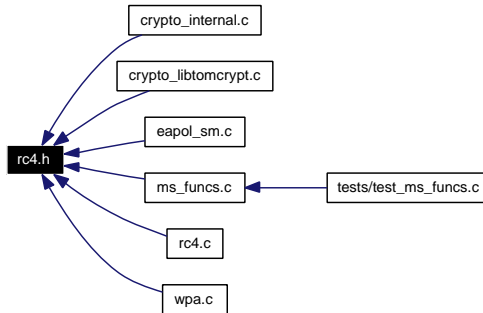 crypto_internal.c
crypto_libtomcrypt.c
eapol_sm.c
rc4.h
ms_funcs.c
tests/test_ms_funcs.c
rc4.c
wpa.c